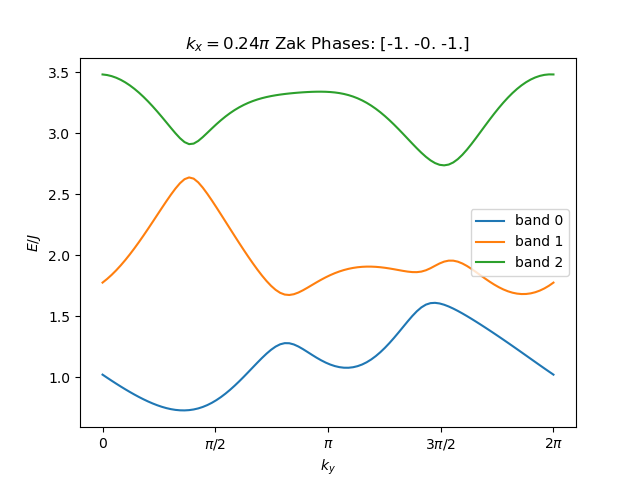 k_x = 0.24π Zak Phases: [-1. -0. -1.]
3.5
3.0
2.5
2.0
1.5
1.0
E/J
band 0
band 1
band 2
0
π/2
π
3π/2
2π
k_y